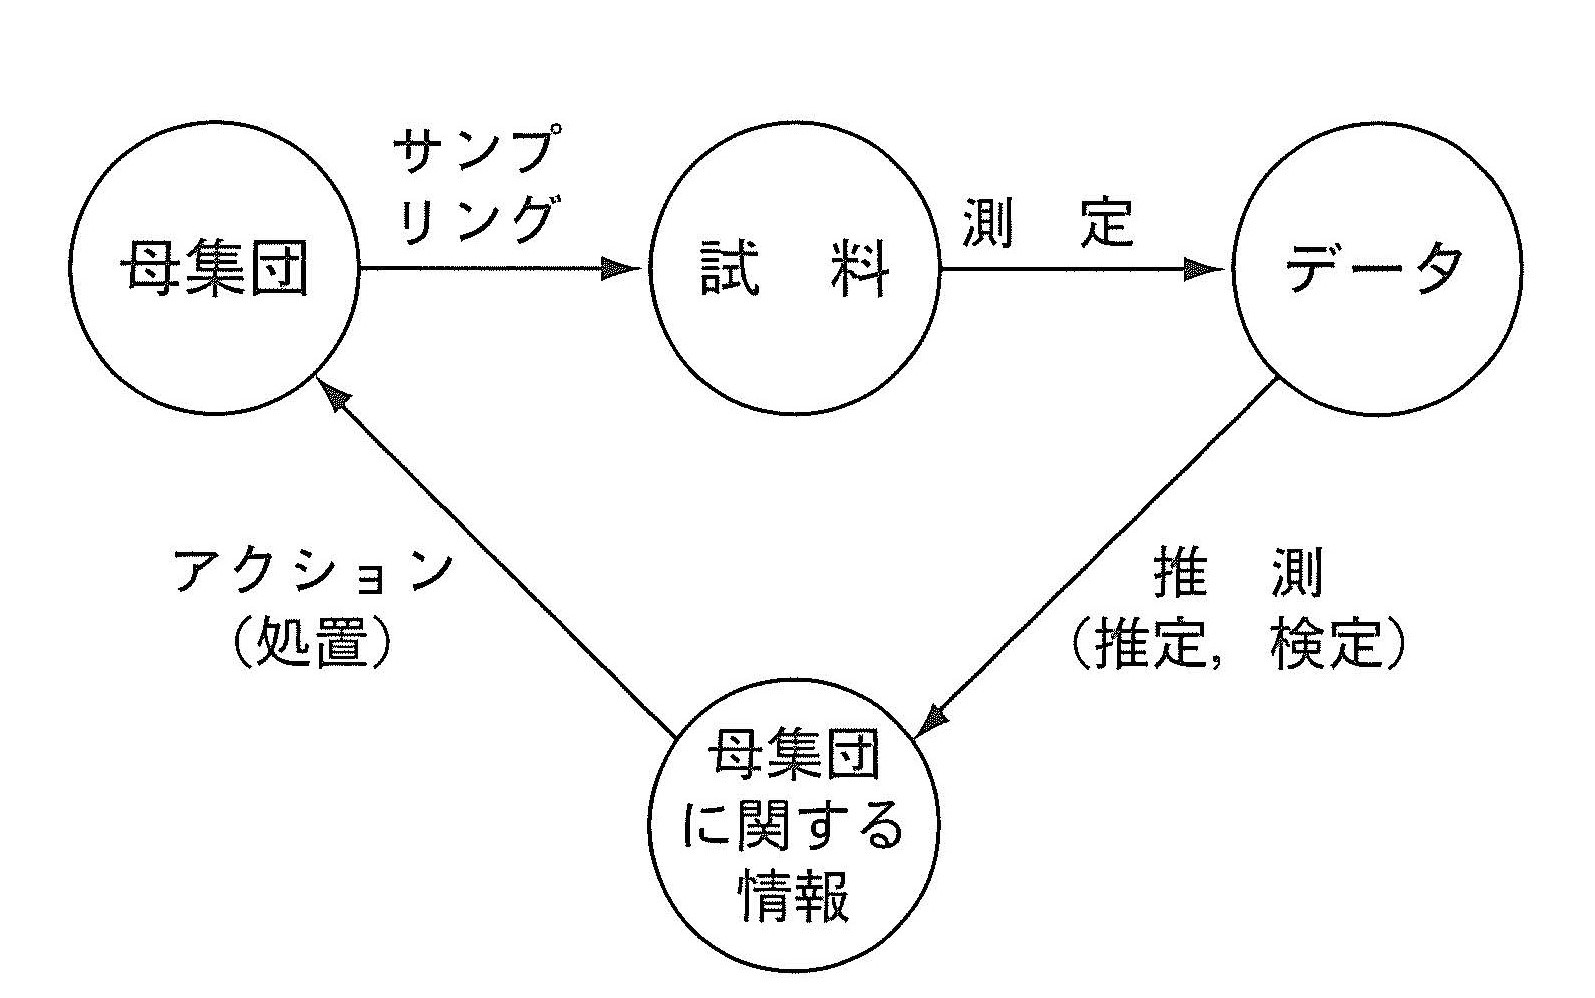 サンプ
リング
母集団
試　料
測　定
データ
アクション
（処置）
推　測
（推定，検定）
母集団
に関する
情報